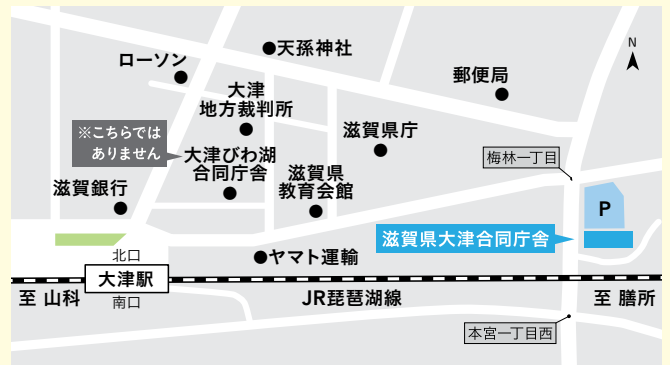 ●天孫神社
N
ローソン
郵便局
大津
地方裁判所
※こちらでは
ありません
滋賀県庁
大津びわ湖
合同庁舎
梅林一丁目
滋賀県
教育会館
滋賀銀行
P
滋賀県大津合同庁舎
北口
●ヤマト運輸
大津駅
至 山科
南口
JR琵琶湖線
至 膳所
本宮一丁目西